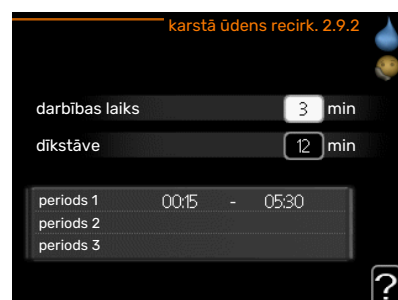 karstā ūdens recirk. 2.9.2
darbības laiks 3 min
dīkstāve 12 min
periods 1 00:15 - 05:30
periods 2
periods 3
?